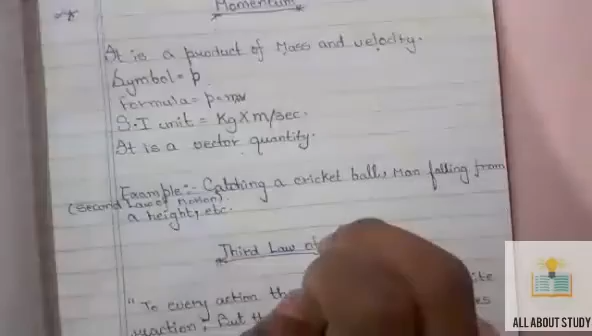 Momentum
It is a product of Mass and velocity.
Symbol = p
Formula = p=mv
S.I unit = Kg X m/sec.
It is a vector quantity.
Example:- Catching a cricket ball, Man falling from
(Second Law of motion).
a height, etc.
Third Law of
"To every action
reaction, But
ALL ABOUT STUDY